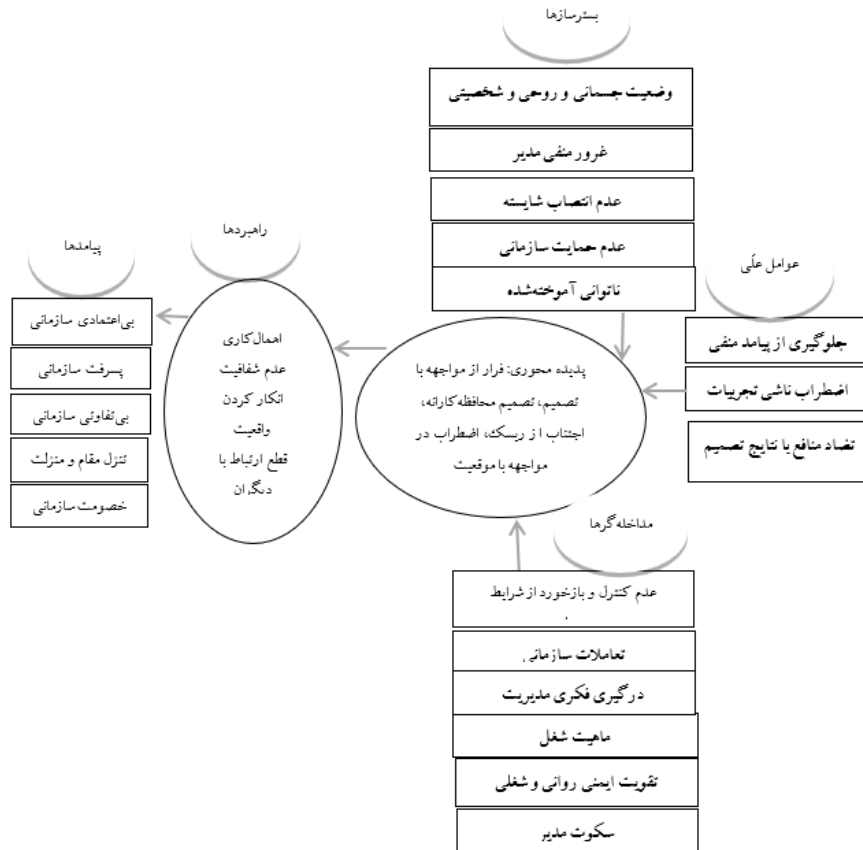 بسترسازها
وضعیت جسمانی و روحی و شخصیتی
غرور منفی مدیر
عدم انتصاب شایسته
عدم حمایت سازمانی
ناتوانی آموخته‌شده
عوامل علّی
جلوگیری از پیامد منفی
اضطراب ناشی تجربیات
تضاد منافع با نتایج تصمیم
پدیده محوری: فرار از مواجهه با
تصمیم، تصمیم محافظه‌کارانه،
اجتناب از ریسک، اضطراب در
مواجهه با موقعیت
راهبردها
اهمال‌کاری
عدم شفافیت
انکار کردن
واقعیت
قطع ارتباط با
دیگران
پیامدها
بی‌اعتمادی سازمانی
پسرفت سازمانی
بی‌تفاوتی سازمانی
تنزل مقام و منزلت
خصومت سازمانی
مداخله‌گرها
عدم کنترل و بازخورد از شرایط
تعاملات سازمانی
درگیری فکری مدیریت
ماهیت شغل
تقویت ایمنی روانی و شغلی
سکوت مدیر